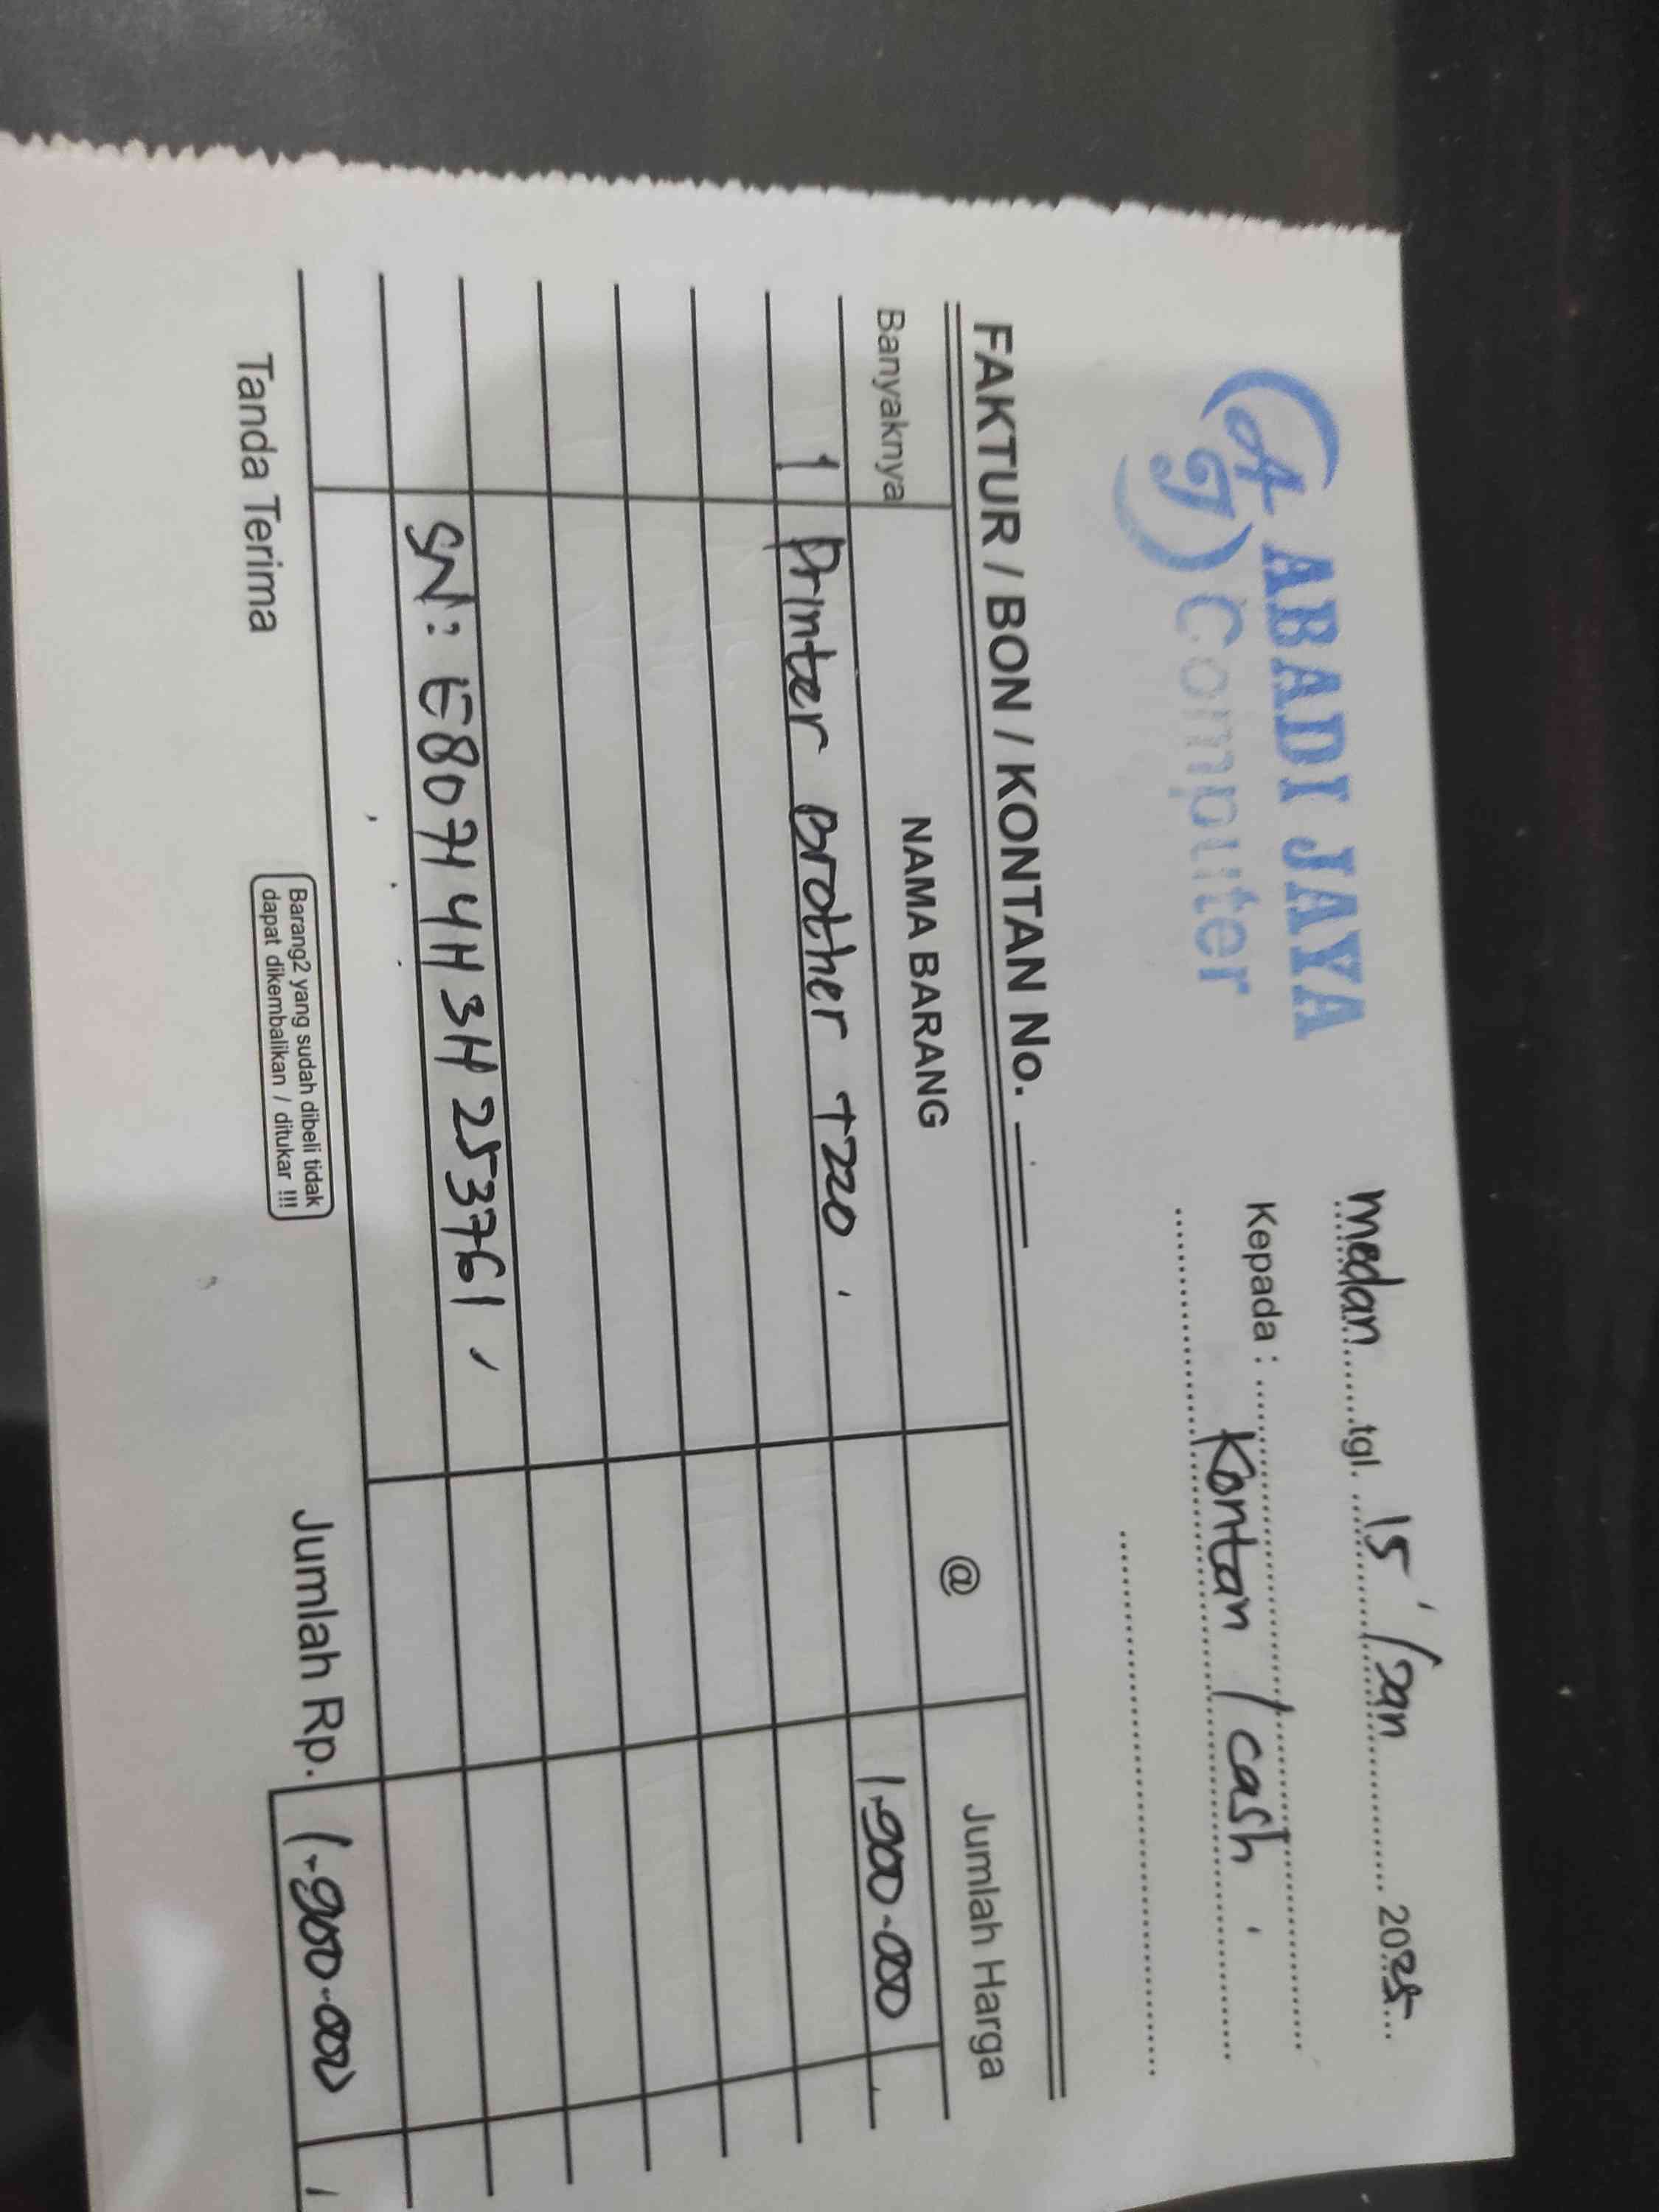 AJ ABADI JAYA
Computer
medan tgl. 15 / Jan 2025
Kepada : Kontan / cash
FAKTUR / BON / KONTAN No.
Banyaknya NAMA BARANG @ Jumlah Harga
1 Printer Brother T220 1.900.000
SN: E80714H3H253761
Tanda Terima
Barang2 yang sudah dibeli tidak
dapat dikembalikan / ditukar !!!
Jumlah Rp. 1.900.000